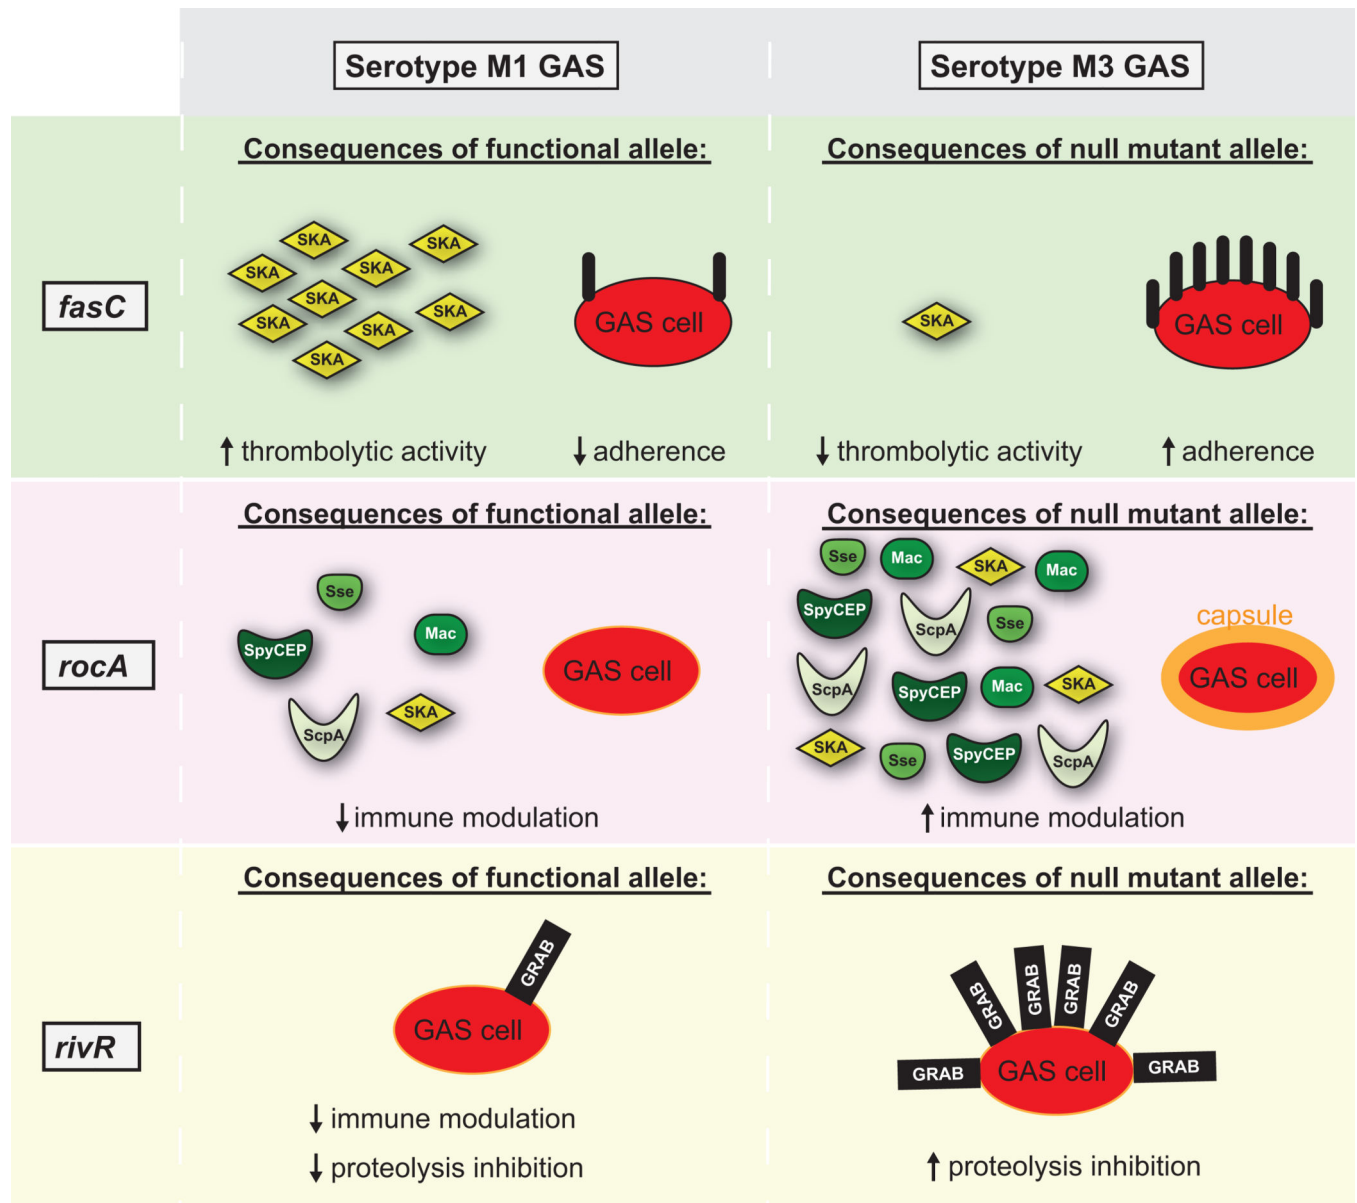 Serotype M1 GAS
Serotype M3 GAS
fasC
Consequences of functional allele:
SKA
SKA
SKA
SKA
SKA
SKA
SKA
SKA
SKA
GAS cell
↑ thrombolytic activity
↓ adherence
Consequences of null mutant allele:
SKA
GAS cell
↓ thrombolytic activity
↑ adherence
rocA
Consequences of functional allele:
Sse
Mac
SpyCEP
SKA
ScpA
GAS cell
↓ immune modulation
Consequences of null mutant allele:
Sse
Mac
SKA
Mac
SpyCEP
ScpA
Sse
ScpA
SpyCEP
Mac
SKA
SKA
Sse
SpyCEP
ScpA
capsule
GAS cell
↑ immune modulation
rivR
Consequences of functional allele:
GRAB
GAS cell
↓ immune modulation
↓ proteolysis inhibition
Consequences of null mutant allele:
GRAB
GRAB
GRAB
GRAB
GRAB
GRAB
GAS cell
↑ proteolysis inhibition